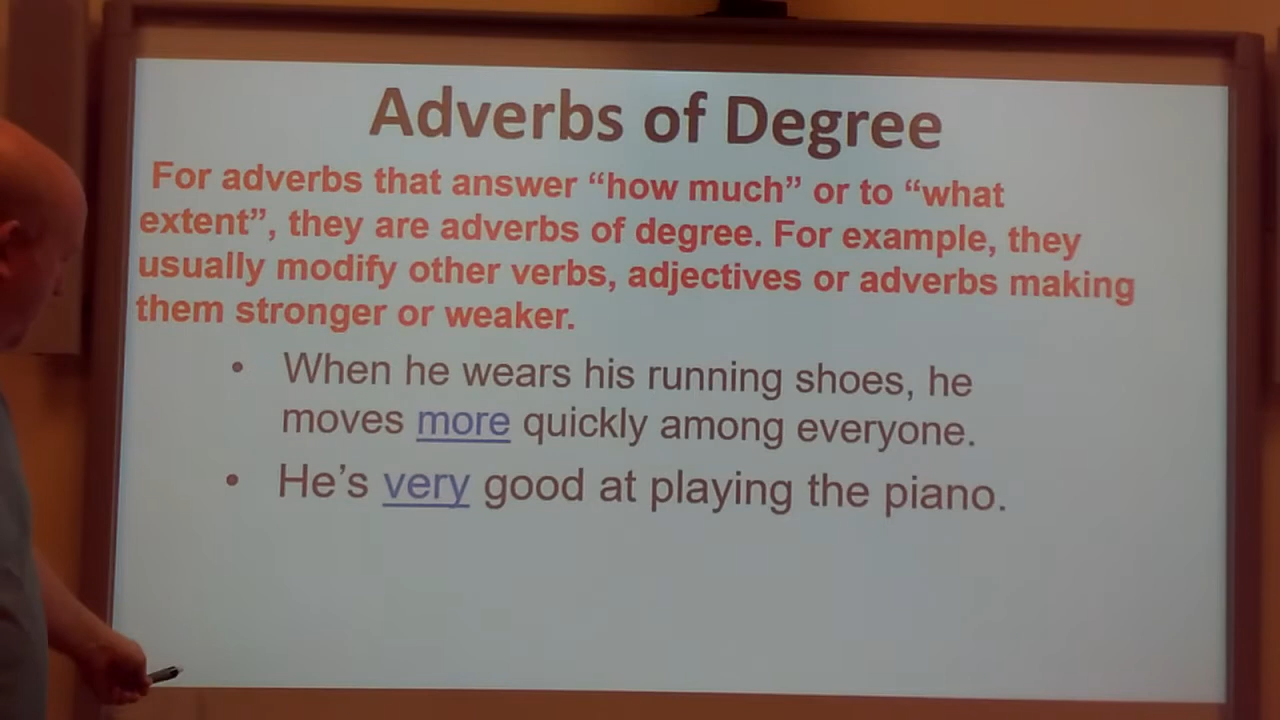 Adverbs of Degree
For adverbs that answer “how much” or to “what
extent”, they are adverbs of degree. For example, they
usually modify other verbs, adjectives or adverbs making
them stronger or weaker.
• When he wears his running shoes, he
moves more quickly among everyone.
• He’s very good at playing the piano.